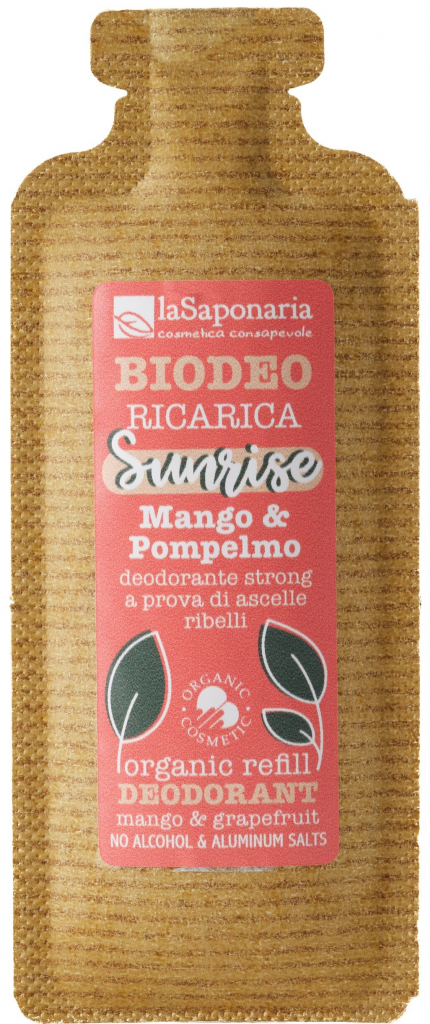 laSaponaria
cosmetica consapevole
BIODEO
RICARICA
Sunrise
Mango &
Pompelmo
deodorante strong
a prova di ascelle
ribelli
ORGANIC
COSMETIC
organic refill
DEODORANT
mango & grapefruit
NO ALCOHOL & ALUMINUM SALTS